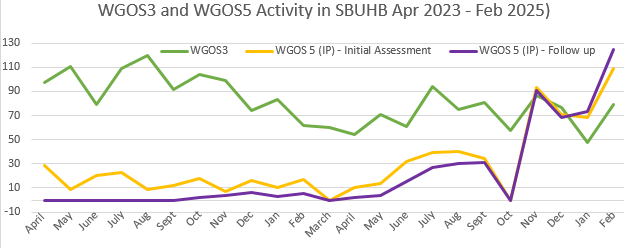 WGOS3 and WGOS5 Activity in SBUHB Apr 2023 - Feb 2025)
WGOS3 WGOS 5 (IP) - Initial Assessment WGOS 5 (IP) - Follow up
130
110
90
70
50
30
10
-10
April May June July Aug Sept Oct Nov Dec Jan Feb March April May June July Aug Sept Oct Nov Dec Jan Feb